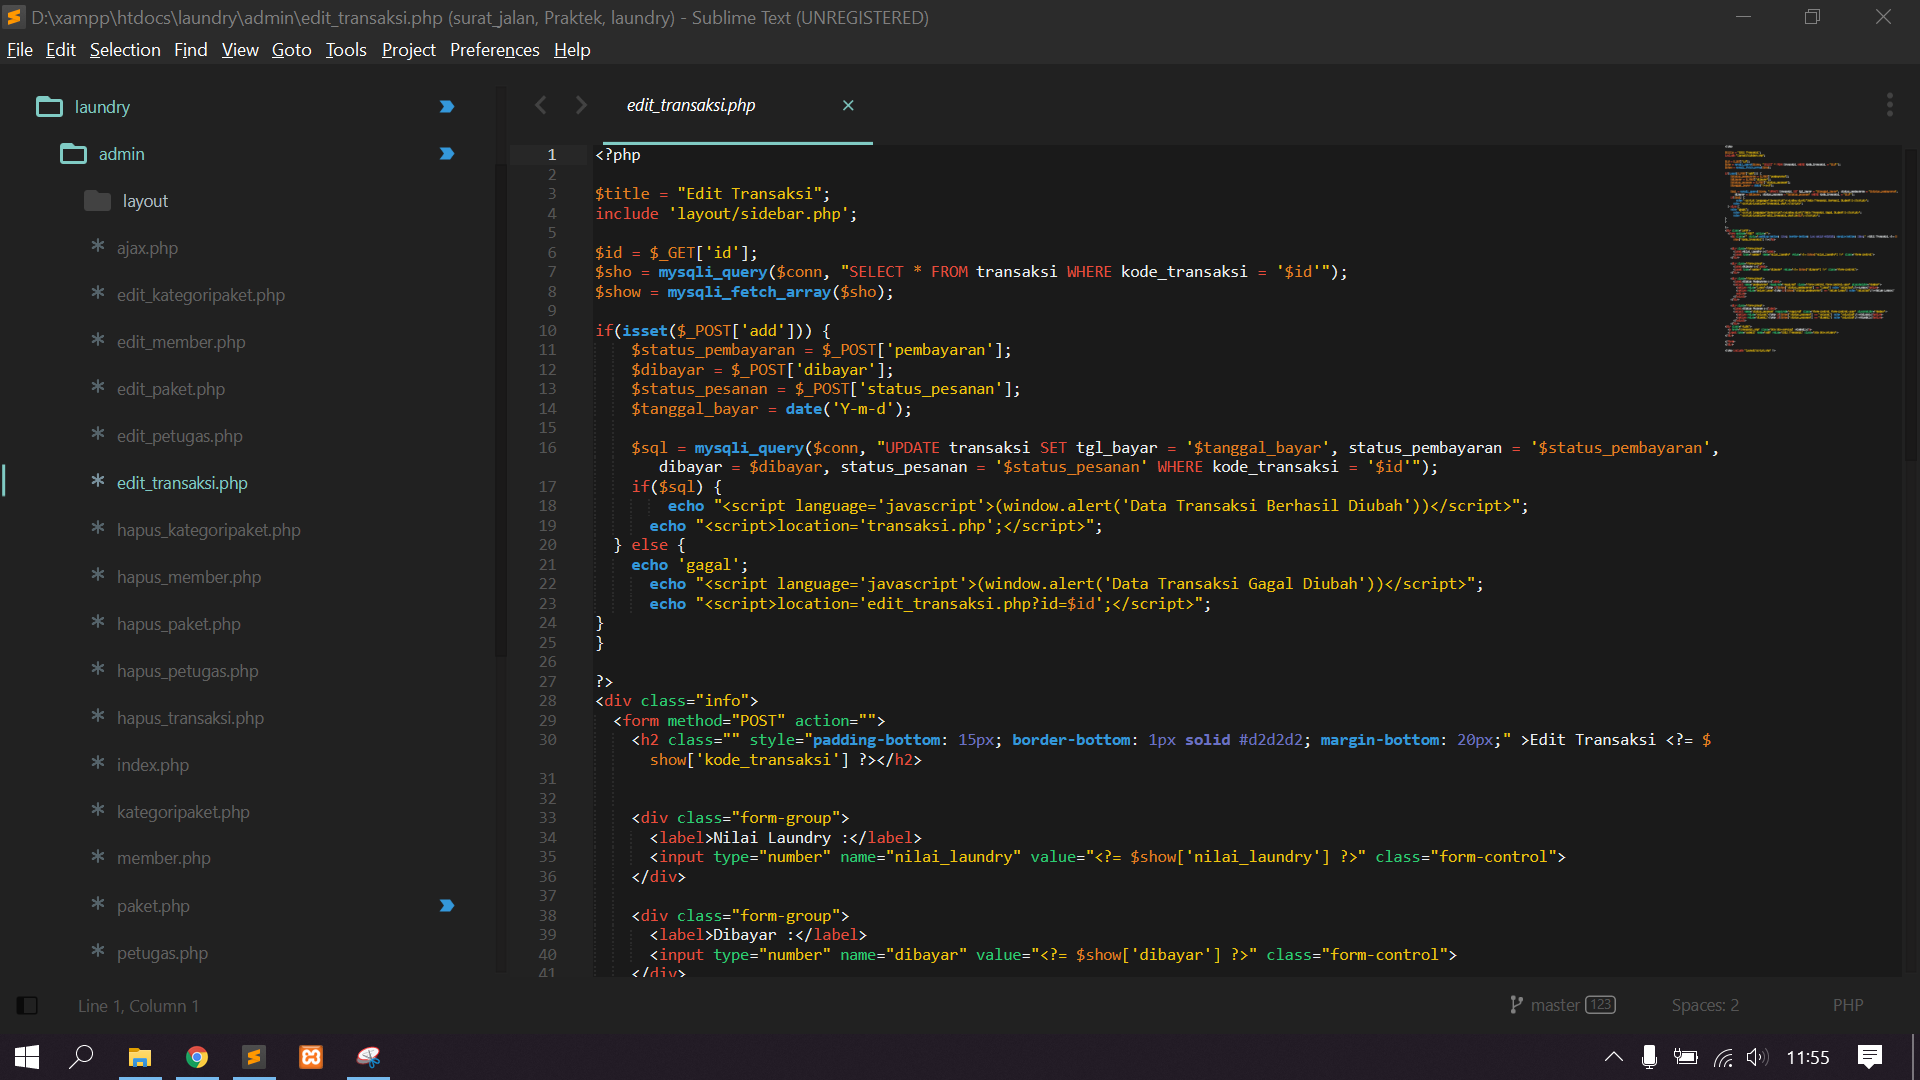 D:\xampp\htdocs\laundry\admin\edit_transaksi.php (surat_jalan, Praktek, laundry) - Sublime Text (UNREGISTERED)
File Edit Selection Find View Goto Tools Project Preferences Help
laundry
admin
layout
ajax.php
edit_kategoripaket.php
edit_member.php
edit_paket.php
edit_petugas.php
edit_transaksi.php
hapus_kategoripaket.php
hapus_member.php
hapus_paket.php
hapus_petugas.php
hapus_transaksi.php
index.php
kategoripaket.php
member.php
paket.php
petugas.php
edit_transaksi.php
1 <?php
2
3 $title = "Edit Transaksi";
4 include 'layout/sidebar.php';
5
6 $id = $_GET['id'];
7 $sho = mysqli_query($conn, "SELECT * FROM transaksi WHERE kode_transaksi = '$id'");
8 $show = mysqli_fetch_array($sho);
9
10 if(isset($_POST['add'])) {
11 $status_pembayaran = $_POST['pembayaran'];
12 $dibayar = $_POST['dibayar'];
13 $status_pesanan = $_POST['status_pesanan'];
14 $tanggal_bayar = date('Y-m-d');
15
16 $sql = mysqli_query($conn, "UPDATE transaksi SET tgl_bayar = '$tanggal_bayar', status_pembayaran = '$status_pembayaran',
dibayar = $dibayar, status_pesanan = '$status_pesanan' WHERE kode_transaksi = '$id'");
17 if($sql) {
18 echo "<script language='javascript'>(window.alert('Data Transaksi Berhasil Diubah'))</script>";
19 echo "<script>location='transaksi.php';</script>";
20 } else {
21 echo 'gagal';
22 echo "<script language='javascript'>(window.alert('Data Transaksi Gagal Diubah'))</script>";
23 echo "<script>location='edit_transaksi.php?id=$id';</script>";
24 }
25 }
26
27 ?>
28 <div class="info">
29 <form method="POST" action="">
30 <h2 class="" style="padding-bottom: 15px; border-bottom: 1px solid #d2d2d2; margin-bottom: 20px;" >Edit Transaksi <?= $
show['kode_transaksi'] ?></h2>
31
32
33 <div class="form-group">
34 <label>Nilai Laundry :</label>
35 <input type="number" name="nilai_laundry" value="<?= $show['nilai_laundry'] ?>" class="form-control">
36 </div>
37
38 <div class="form-group">
39 <label>Dibayar :</label>
40 <input type="number" name="dibayar" value="<?= $show['dibayar'] ?>" class="form-control">
41 </div>
Line 1, Column 1
master 123
Spaces: 2
PHP
11:55